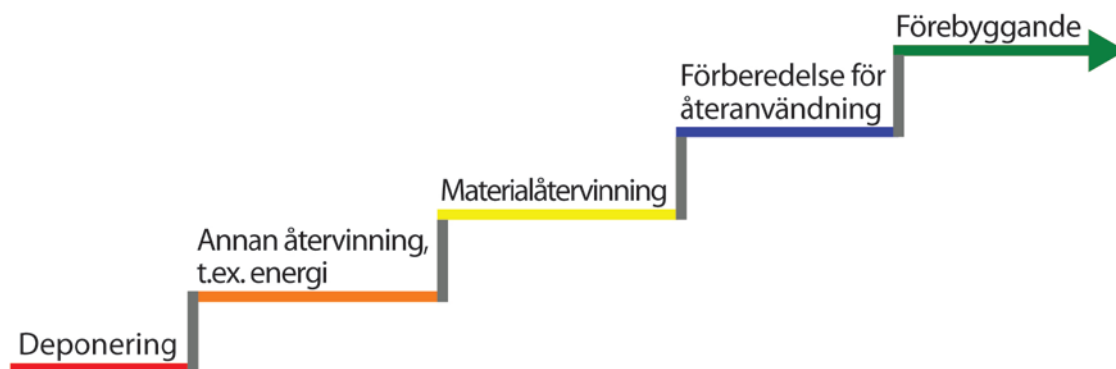 Förebyggande
Förberedelse för
återanvändning
Materialåtervinning
Annan återvinning,
t.ex. energi
Deponering